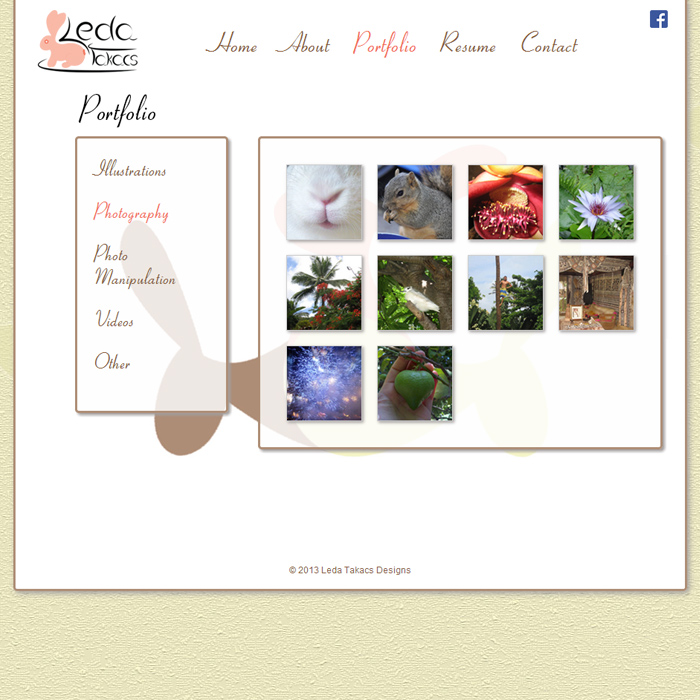 Leda
Takacs
Home About Portfolio Resume Contact
Portfolio
Illustrations
Photography
Photo
Manipulation
Videos
Other
© 2013 Leda Takacs Designs